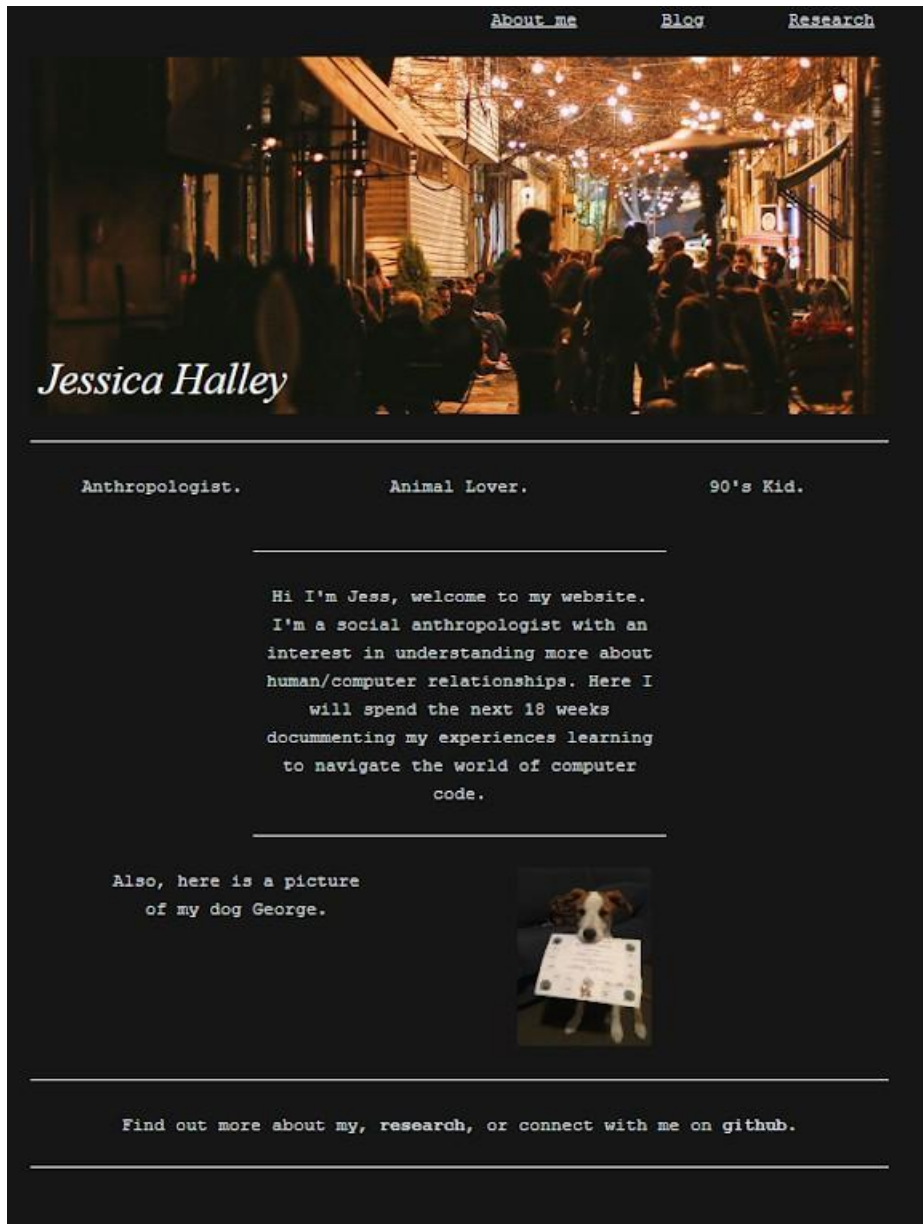 About me Blog Research
Jessica Halley
Anthropologist. Animal Lover. 90's Kid.
Hi I'm Jess, welcome to my website.
I'm a social anthropologist with an
interest in understanding more about
human/computer relationships. Here I
will spend the next 18 weeks
docummenting my experiences learning
to navigate the world of computer
code.
Also, here is a picture
of my dog George.
Find out more about my, research, or connect with me on github.